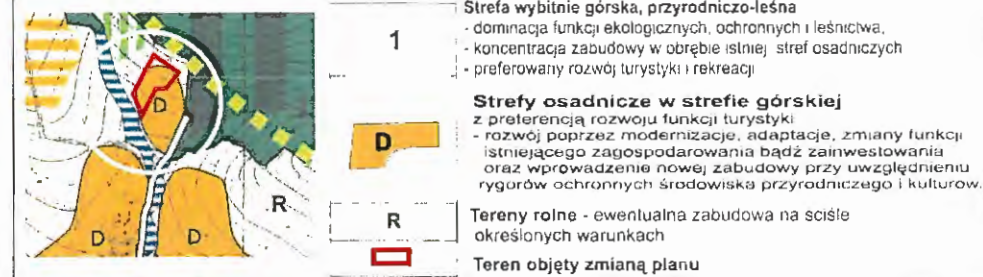 D
R
D
D
1
Strefa wybitnie górska, przyrodniczo-leśna
- dominacja funkcji ekologicznych, ochronnych i leśnictwa,
- koncentracja zabudowy w obrębie istniej. stref osadniczych
- preferowany rozwój turystyki i rekreacji
D
Strefy osadnicze w strefie górskiej
z preferencją rozwoju funkcji turystyki
- rozwój poprzez modernizacje, adaptacje, zmiany funkcji
istniejącego zagospodarowania bądź zainwestowania
oraz wprowadzenie nowej zabudowy przy uwzględnieniu
rygorów ochronnych środowiska przyrodniczego i kulturow.
R
Tereny rolne - ewentualna zabudowa na sciśle
określonych warunkach
Teren objęty zmianą planu